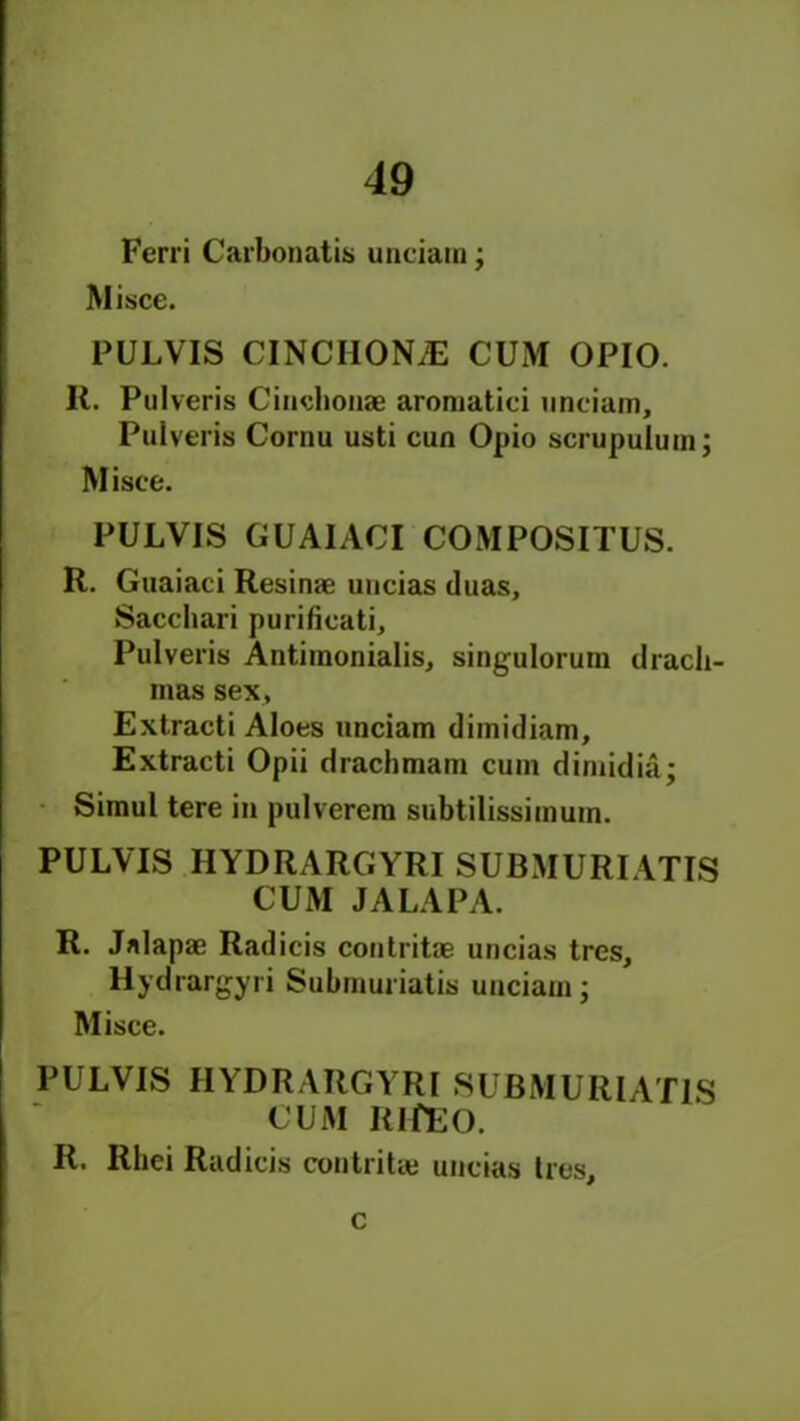 49
Ferri Carbonatis unciam;
Misce.
PULVIS CINCHONÆ CUM OPIO.
R. Pulveris Cinchonæ aromatici unciam,
Pulveris Cornu usti cun Opio scrupulum;
Misce.
PULVIS GUAIACI COMPOSITUS.
R. Guaiaci Resinæ uncias duas,
Sacchari purificati,
Pulveris Antimonialis, singulorum drach-
mas sex,
Extracti Aloes unciam dimidiam,
Extracti Opii drachmam cum dimidiâ;
Simul tere in pulverem subtilissimum.
PULVIS HYDRARGYRI SUBMURIATIS
CUM JALAPA.
R. Jalapæ Radicis contritæ uncias tres,
Hydrargyri Submuriatis unciam;
Misce.
PULVIS HYDRARGYRI SUBMURIATIS
CUM RHEO.
R. Rhei Radicis contritæ uncias tres,
C